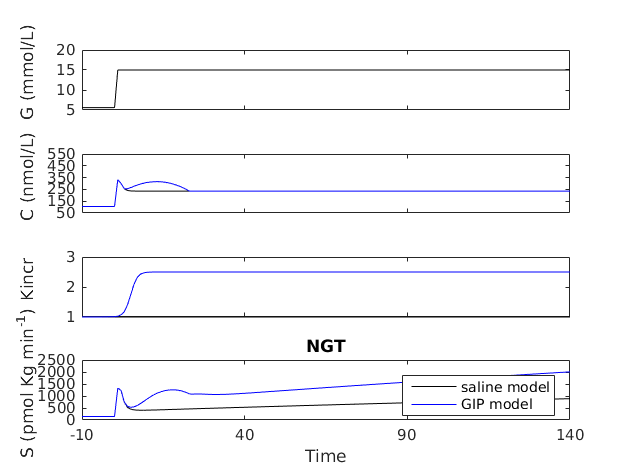 20
15
10
5
G (mmol/L)
550
450
350
250
150
50
C (nmol/L)
3
2
1
Kincr
NGT
2500
2000
1500
1000
500
0
S (pmol Kg min⁻¹)
saline model
GIP model
-10
40
90
140
Time